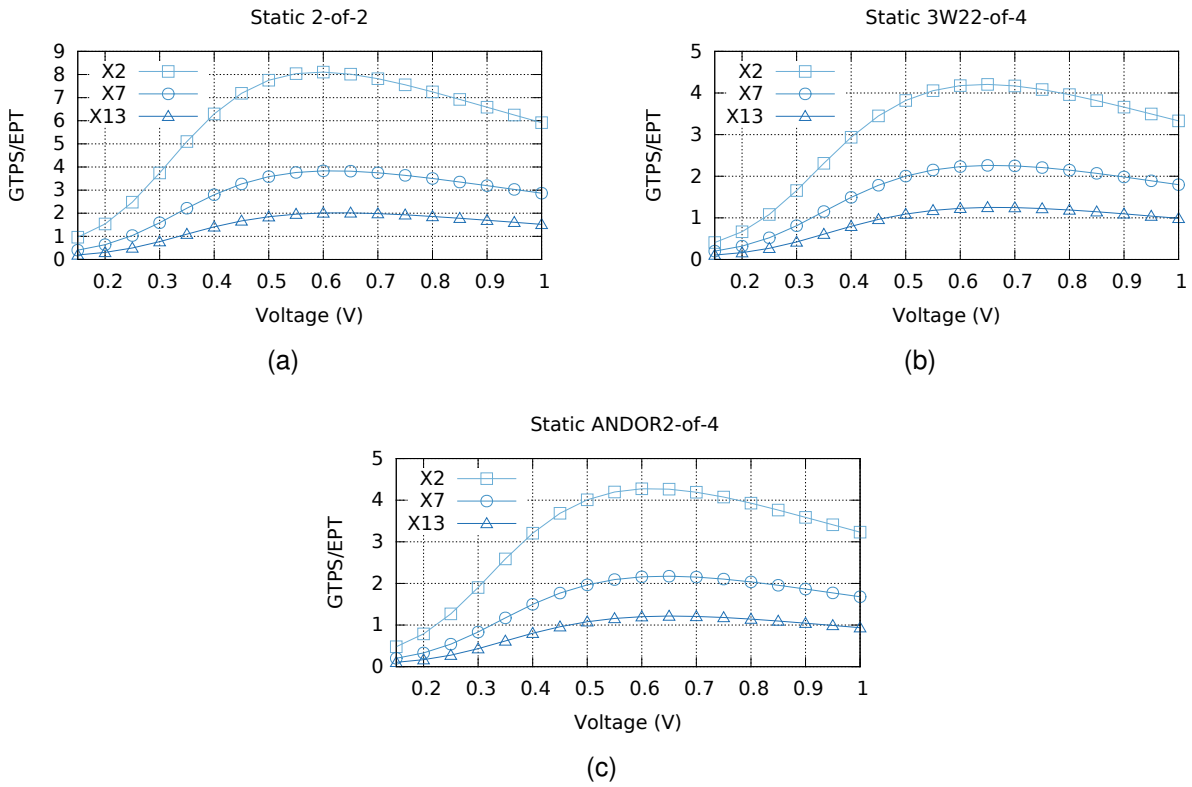 Static 2-of-2
GTPS/EPT
9
8
7
6
5
4
3
2
1
0
X2
X7
X13
0.2 0.3 0.4 0.5 0.6 0.7 0.8 0.9 1
Voltage (V)
(a)
Static 3W22-of-4
GTPS/EPT
5
4
3
2
1
0
X2
X7
X13
0.2 0.3 0.4 0.5 0.6 0.7 0.8 0.9 1
Voltage (V)
(b)
Static ANDOR2-of-4
GTPS/EPT
5
4
3
2
1
0
X2
X7
X13
0.2 0.3 0.4 0.5 0.6 0.7 0.8 0.9 1
Voltage (V)
(c)